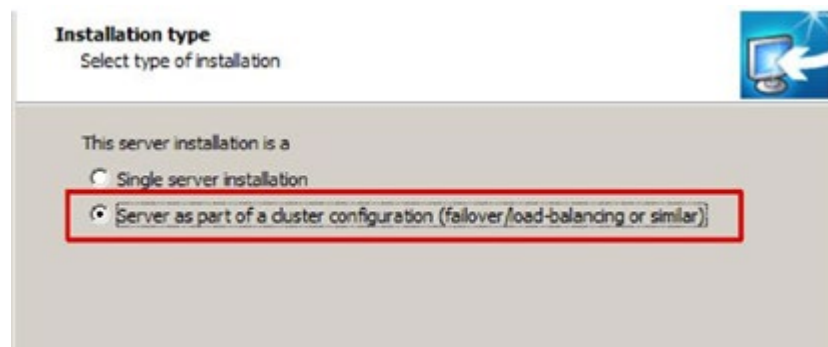 Installation type
Select type of installation
This server installation is a
Single server installation
Server as part of a cluster configuration (failover/load-balancing or similar)